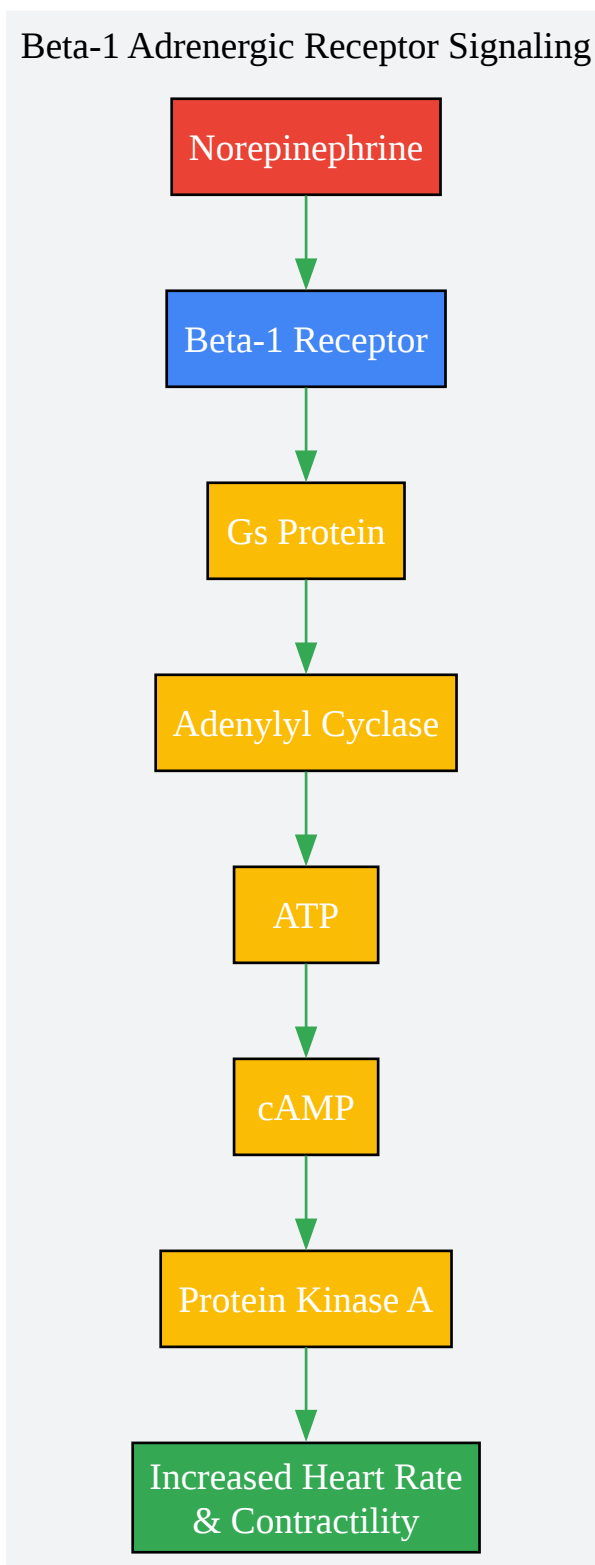 Beta-1 Adrenergic Receptor Signaling
Norepinephrine
Beta-1 Receptor
Gs Protein
Adenylyl Cyclase
ATP
cAMP
Protein Kinase A
Increased Heart Rate
& Contractility